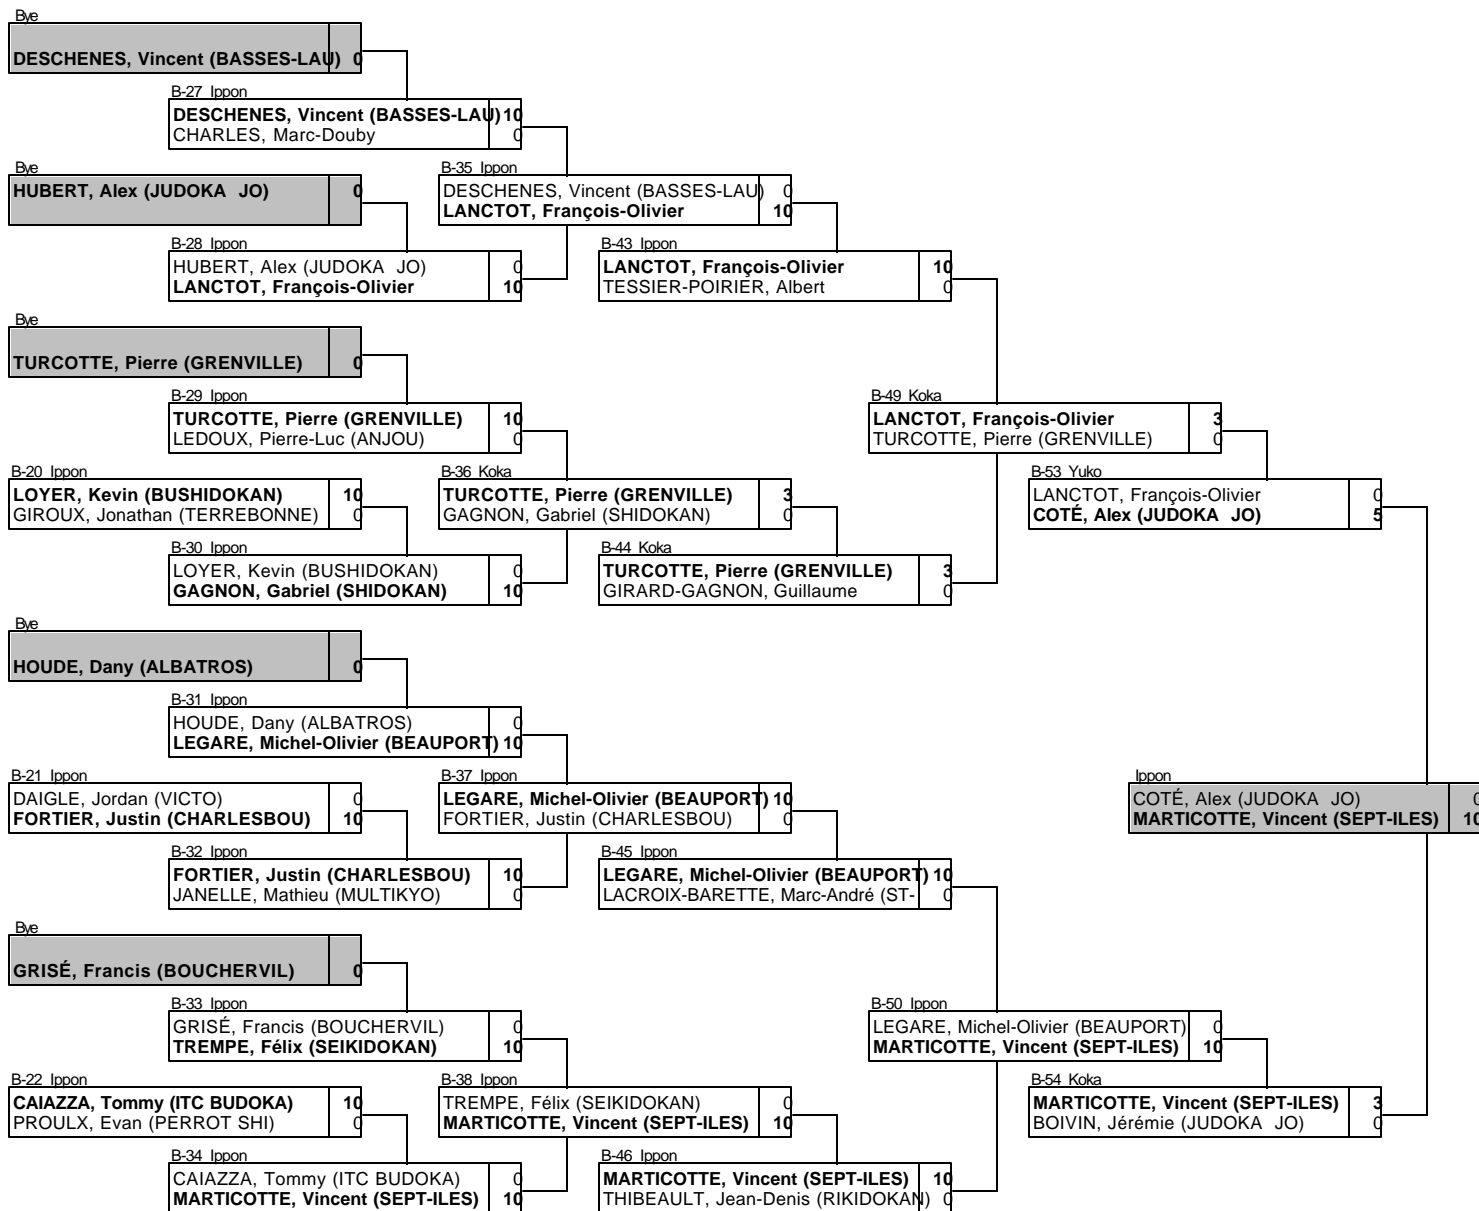 Bye
DESCHENES, Vincent (BASSES-LAU) 0
B-27 Ippon
DESCHENES, Vincent (BASSES-LAU) 10
CHARLES, Marc-Douby 0
Bye
HUBERT, Alex (JUDOKA JO) 0
B-35 Ippon
DESCHENES, Vincent (BASSES-LAU) 0
LANCTOT, François-Olivier 10
B-28 Ippon
HUBERT, Alex (JUDOKA JO) 0
LANCTOT, François-Olivier 10
B-43 Ippon
LANCTOT, François-Olivier 10
TESSIER-POIRIER, Albert 0
Bye
TURCOTTE, Pierre (GRENVILLE) 0
B-29 Ippon
TURCOTTE, Pierre (GRENVILLE) 10
LEDOUX, Pierre-Luc (ANJOU) 0
B-49 Koka
LANCTOT, François-Olivier 3
TURCOTTE, Pierre (GRENVILLE) 0
B-20 Ippon
LOYER, Kevin (BUSHIDOKAN) 10
GIROUX, Jonathan (TERREBONNE) 0
B-36 Koka
TURCOTTE, Pierre (GRENVILLE) 3
GAGNON, Gabriel (SHIDOKAN) 0
B-53 Yuko
LANCTOT, François-Olivier 0
COTÉ, Alex (JUDOKA JO) 5
B-30 Ippon
LOYER, Kevin (BUSHIDOKAN) 0
GAGNON, Gabriel (SHIDOKAN) 10
B-44 Koka
TURCOTTE, Pierre (GRENVILLE) 3
GIRARD-GAGNON, Guillaume 0
Bye
HOUDE, Dany (ALBATROS) 0
B-31 Ippon
HOUDE, Dany (ALBATROS) 0
LEGARE, Michel-Olivier (BEAUPORT) 10
B-21 Ippon
DAIGLE, Jordan (VICTO) 0
FORTIER, Justin (CHARLESBOU) 10
B-37 Ippon
LEGARE, Michel-Olivier (BEAUPORT) 10
FORTIER, Justin (CHARLESBOU) 0
Ippon
COTÉ, Alex (JUDOKA JO) 0
MARTICOTTE, Vincent (SEPT-ILES) 10
B-32 Ippon
FORTIER, Justin (CHARLESBOU) 10
JANELLE, Mathieu (MULTIKYO) 0
B-45 Ippon
LEGARE, Michel-Olivier (BEAUPORT) 10
LACROIX-BARETTE, Marc-André (ST- 0
Bye
GRISÉ, Francis (BOUCHERVIL) 0
B-33 Ippon
GRISÉ, Francis (BOUCHERVIL) 0
TREMPE, Félix (SEIKIDOKAN) 10
B-50 Ippon
LEGARE, Michel-Olivier (BEAUPORT) 0
MARTICOTTE, Vincent (SEPT-ILES) 10
B-22 Ippon
CAIAZZA, Tommy (ITC BUDOKA) 10
PROULX, Evan (PERROT SHI) 0
B-38 Ippon
TREMPE, Félix (SEIKIDOKAN) 0
MARTICOTTE, Vincent (SEPT-ILES) 10
B-54 Koka
MARTICOTTE, Vincent (SEPT-ILES) 3
BOIVIN, Jérémie (JUDOKA JO) 0
B-34 Ippon
CAIAZZA, Tommy (ITC BUDOKA) 0
MARTICOTTE, Vincent (SEPT-ILES) 10
B-46 Ippon
MARTICOTTE, Vincent (SEPT-ILES) 10
THIBEAULT, Jean-Denis (RIKIDOKAN) 0